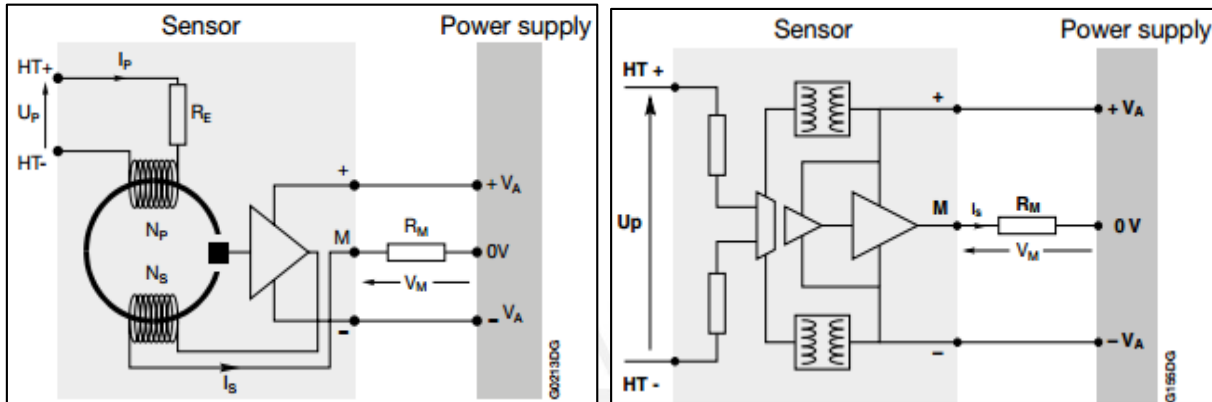 Sensor Power supply
HT+ IP
UP RE
HT-
+ + VA
NP
M RM 0V
NS
VM
- – VA
IS
G0213DG
Sensor Power supply
HT +
+ + VA
Up
M Is RM 0 V
VM
– – VA
HT -
G155DG